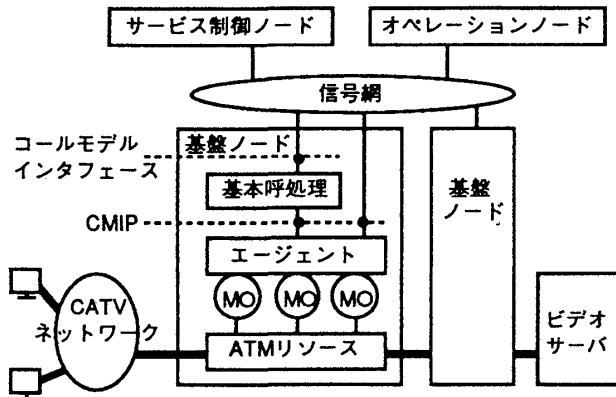 サービス制御ノード
オペレーションノード
信号網
コールモデル
インタフェース
基盤ノード
基本呼処理
基盤
ノード
CMIP
エージェント
MO
MO
MO
CATV
ネットワーク
ATMリソース
ビデオ
サーバ